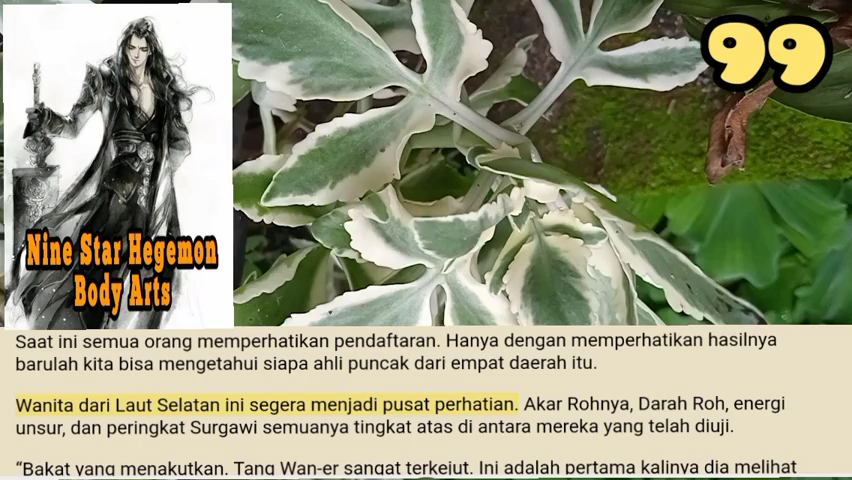 99
Nine Star Hegemon
Body Arts
Saat ini semua orang memperhatikan pendaftaran. Hanya dengan memperhatikan hasilnya
barulah kita bisa mengetahui siapa ahli puncak dari empat daerah itu.
Wanita dari Laut Selatan ini segera menjadi pusat perhatian. Akar Rohnya, Darah Roh, energi
unsur, dan peringkat Surgawi semuanya tingkat atas di antara mereka yang telah diuji.
“Bakat yang menakutkan. Tang Wan-er sangat terkejut. Ini adalah pertama kalinya dia melihat